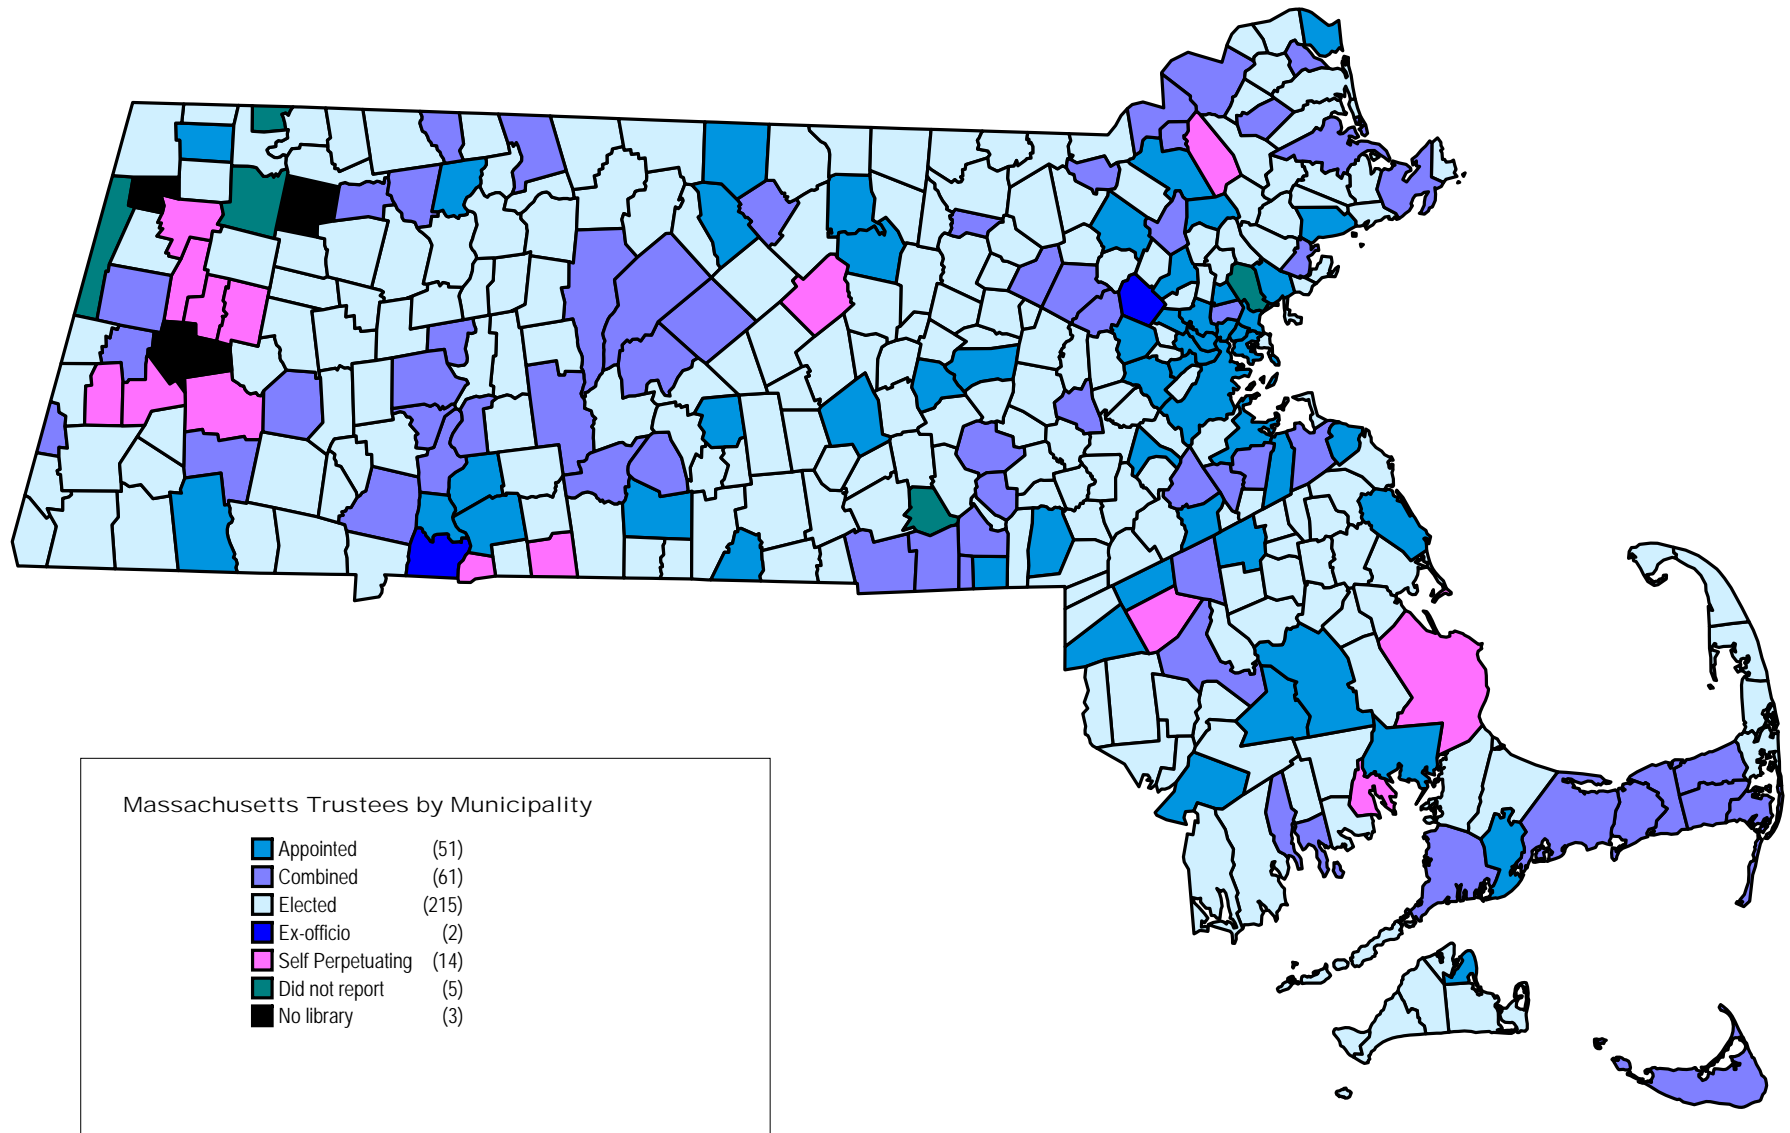 Massachusetts Trustees by Municipality
Appointed (51)
Combined (61)
Elected (215)
Ex-officio (2)
Self Perpetuating (14)
Did not report (5)
No library (3)